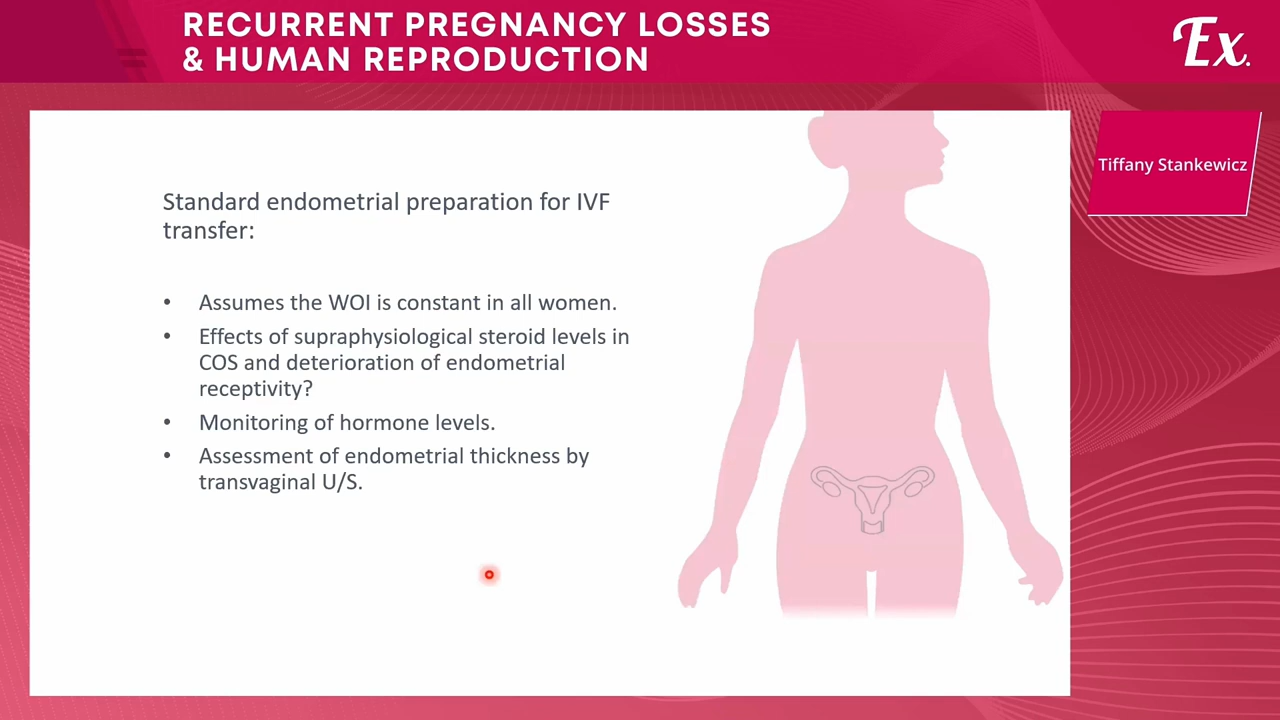 RECURRENT PREGNANCY LOSSES
& HUMAN REPRODUCTION
Ex.
Tiffany Stankewicz
Standard endometrial preparation for IVF
transfer:
• Assumes the WOI is constant in all women.
• Effects of supraphysiological steroid levels in
COS and deterioration of endometrial
receptivity?
• Monitoring of hormone levels.
• Assessment of endometrial thickness by
transvaginal U/S.